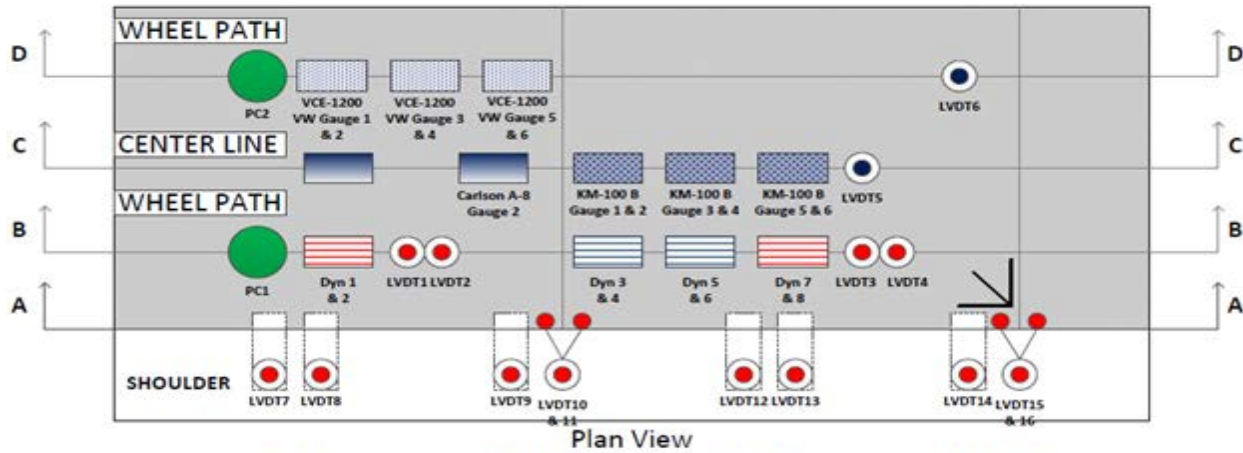 WHEEL PATH
D
D
PC2
VCE-1200
VW Gauge 1
& 2
VCE-1200
VW Gauge 3
& 4
VCE-1200
VW Gauge 5
& 6
LVDT6
C
CENTER LINE
C
Carlson A-8
Gauge 2
KM-100 B
Gauge 1 & 2
KM-100 B
Gauge 3 & 4
KM-100 B
Gauge 5 & 6
LVDT5
WHEEL PATH
B
B
PC1
Dyn 1
& 2
LVDT1
LVDT2
Dyn 3
& 4
Dyn 5
& 6
Dyn 7
& 8
LVDT3
LVDT4
A
A
SHOULDER
LVDT7
LVDT8
LVDT9
LVDT10
& 11
LVDT12
LVDT13
LVDT14
LVDT15
& 16
Plan View